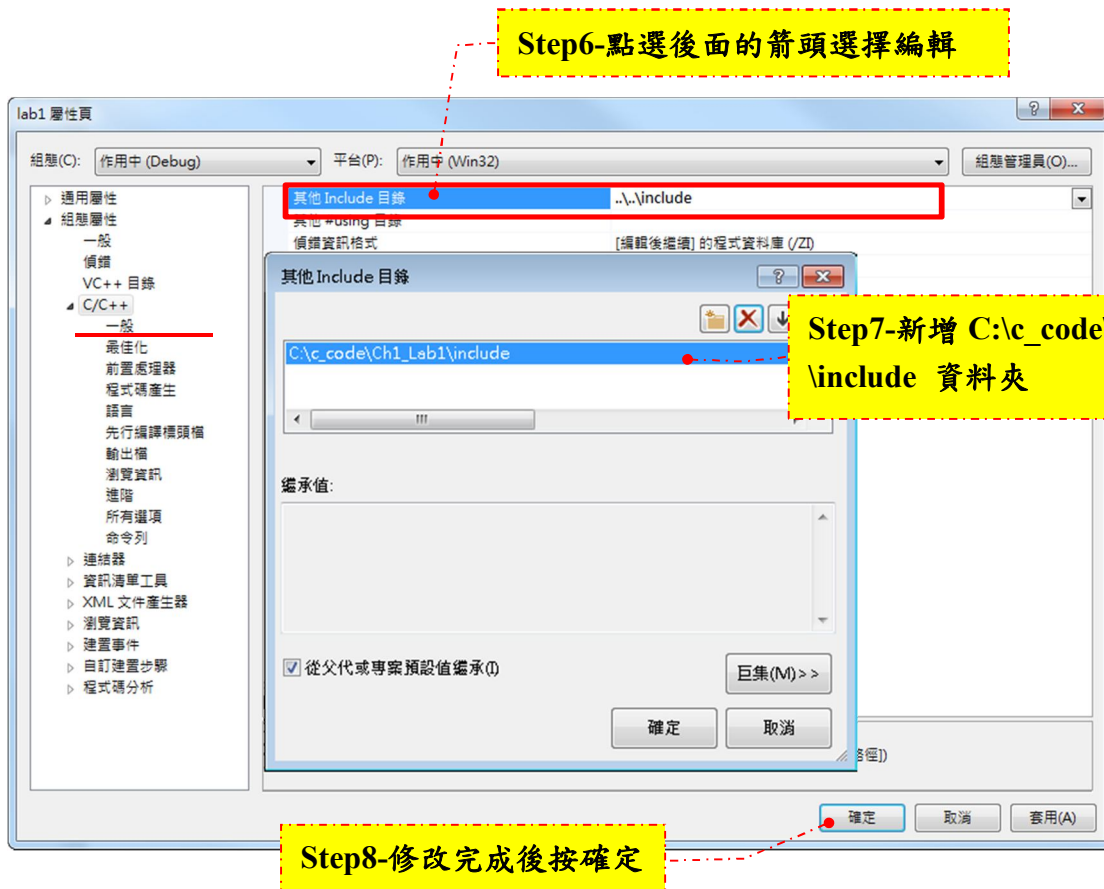 Step6-點選後面的箭頭選擇編輯
lab1 屬性頁
組態(C): 作用中 (Debug) 平台(P): 作用中 (Win32) 組態管理員(O)...
通用屬性
組態屬性
一般
偵錯
VC++ 目錄
C/C++
一般
最佳化
前置處理器
程式碼產生
語言
先行編譯標頭檔
輸出檔
瀏覽資訊
進階
所有選項
命令列
連結器
資訊清單工具
XML 文件產生器
瀏覽資訊
建置事件
自訂建置步驟
程式碼分析
其他 Include 目錄 ..\..\include
其他 #using 目錄
偵錯資訊格式 [編輯後繼續] 的程式資料庫 (/ZI)
其他 Include 目錄
Step7-新增 C:\c_code\
\include 資料夾
C:\c_code\Ch1_Lab1\include
繼承值:
從父代或專案預設值繼承(I)
巨集(M)>>
確定 取消
路徑])
確定 取消 套用(A)
Step8-修改完成後按確定